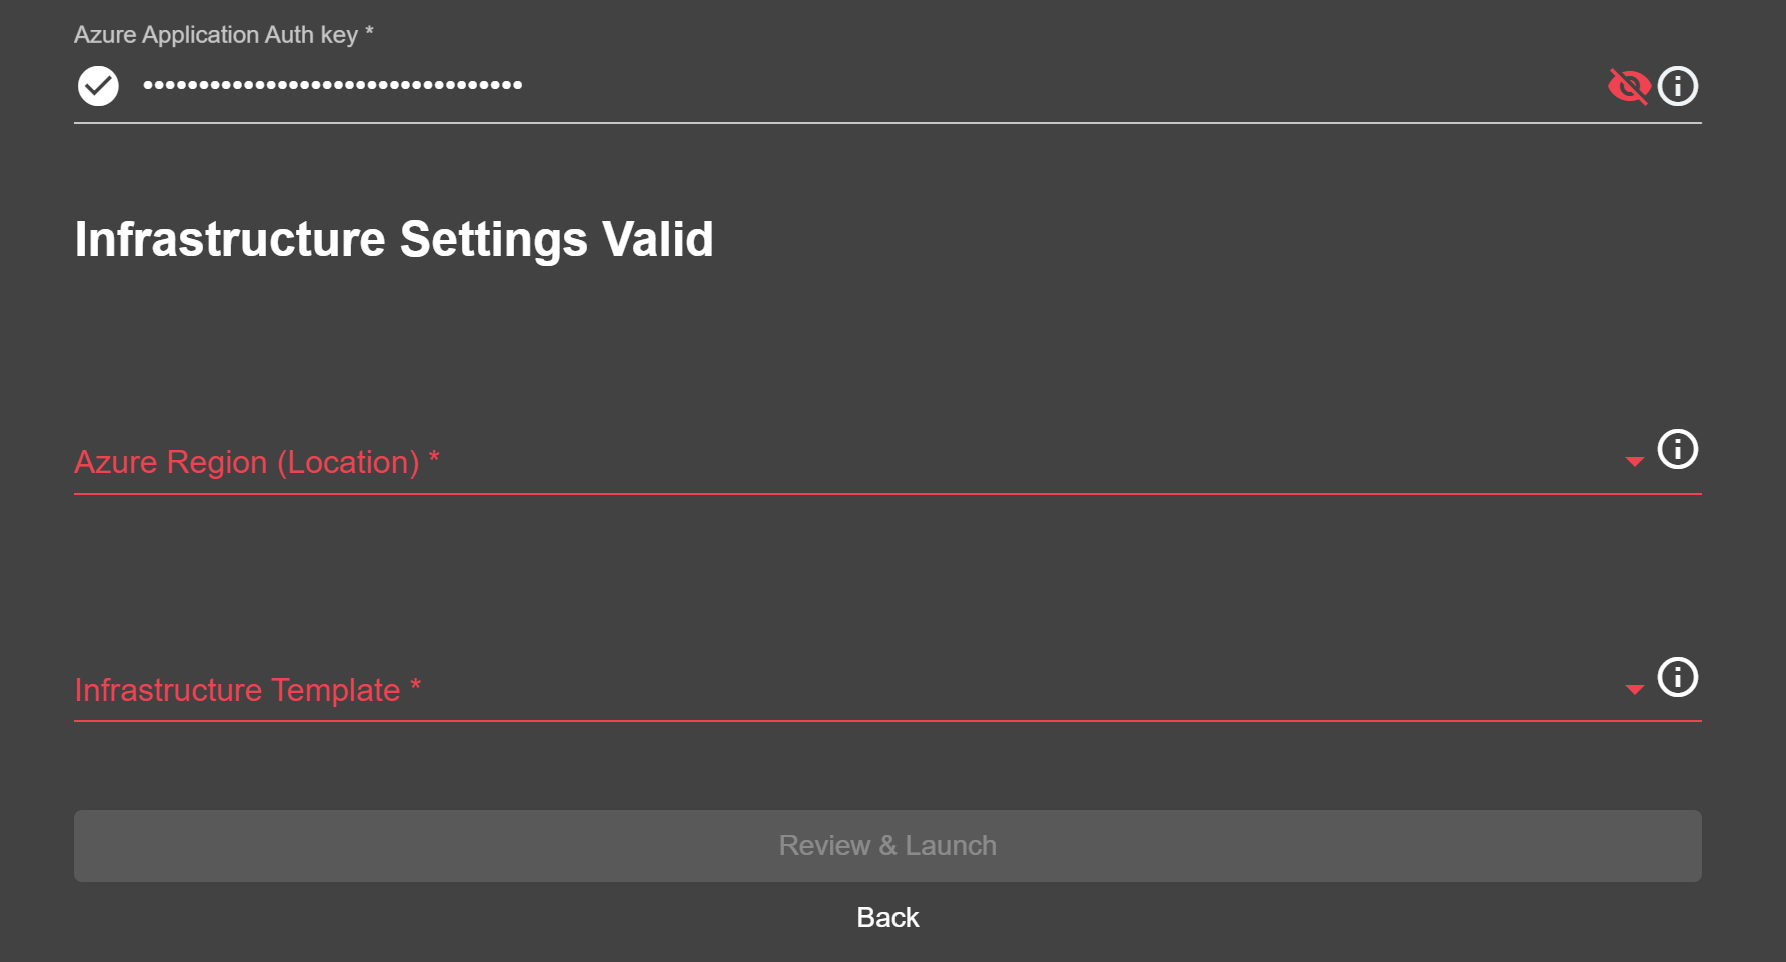 Azure Application Auth key *
••••••••••••••••••••••••••••••••••
Infrastructure Settings Valid
Azure Region (Location) *
Infrastructure Template *
Review & Launch
Back